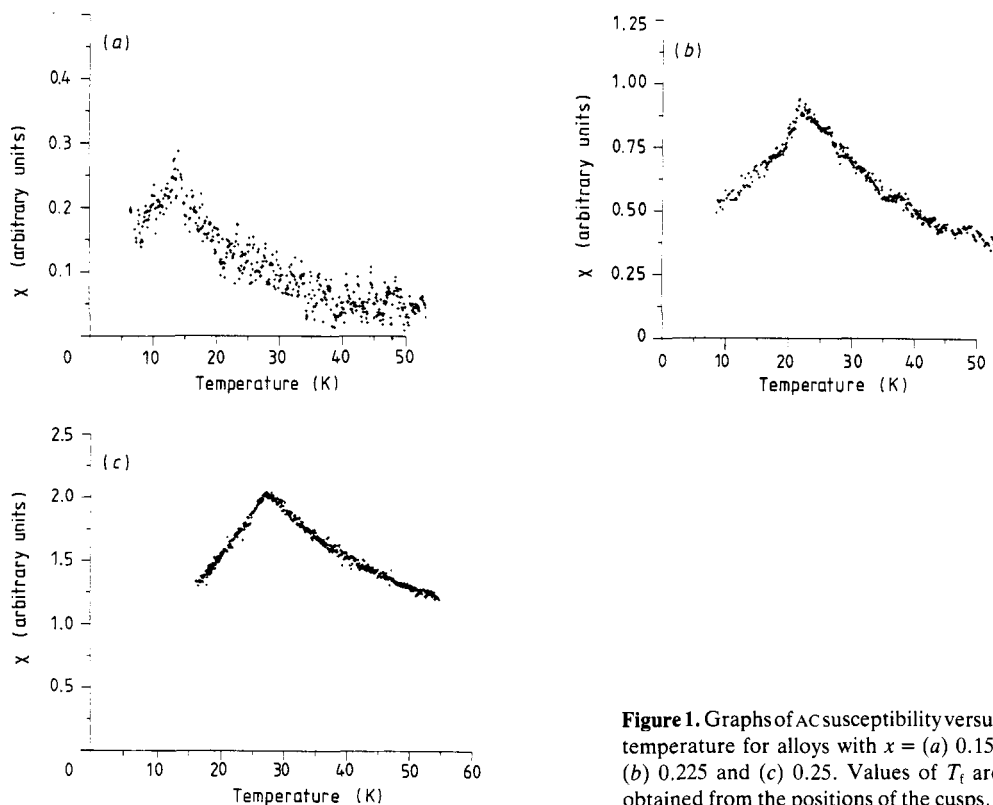 (a)
0.4
0.3
0.2
0.1
χ (arbitrary units)
0 10 20 30 40 50
Temperature (K)
1.25
(b)
1.00
0.75
0.50
0.25
0
χ (arbitrary units)
0 10 20 30 40 50
Temperature (K)
2.5
(c)
2.0
1.5
1.0
0.5
χ (arbitrary units)
0 10 20 30 40 50 60
Temperature (K)
Figure 1. Graphs of AC susceptibility versu
temperature for alloys with x = (a) 0.15
(b) 0.225 and (c) 0.25. Values of Tf are
obtained from the positions of the cusps.